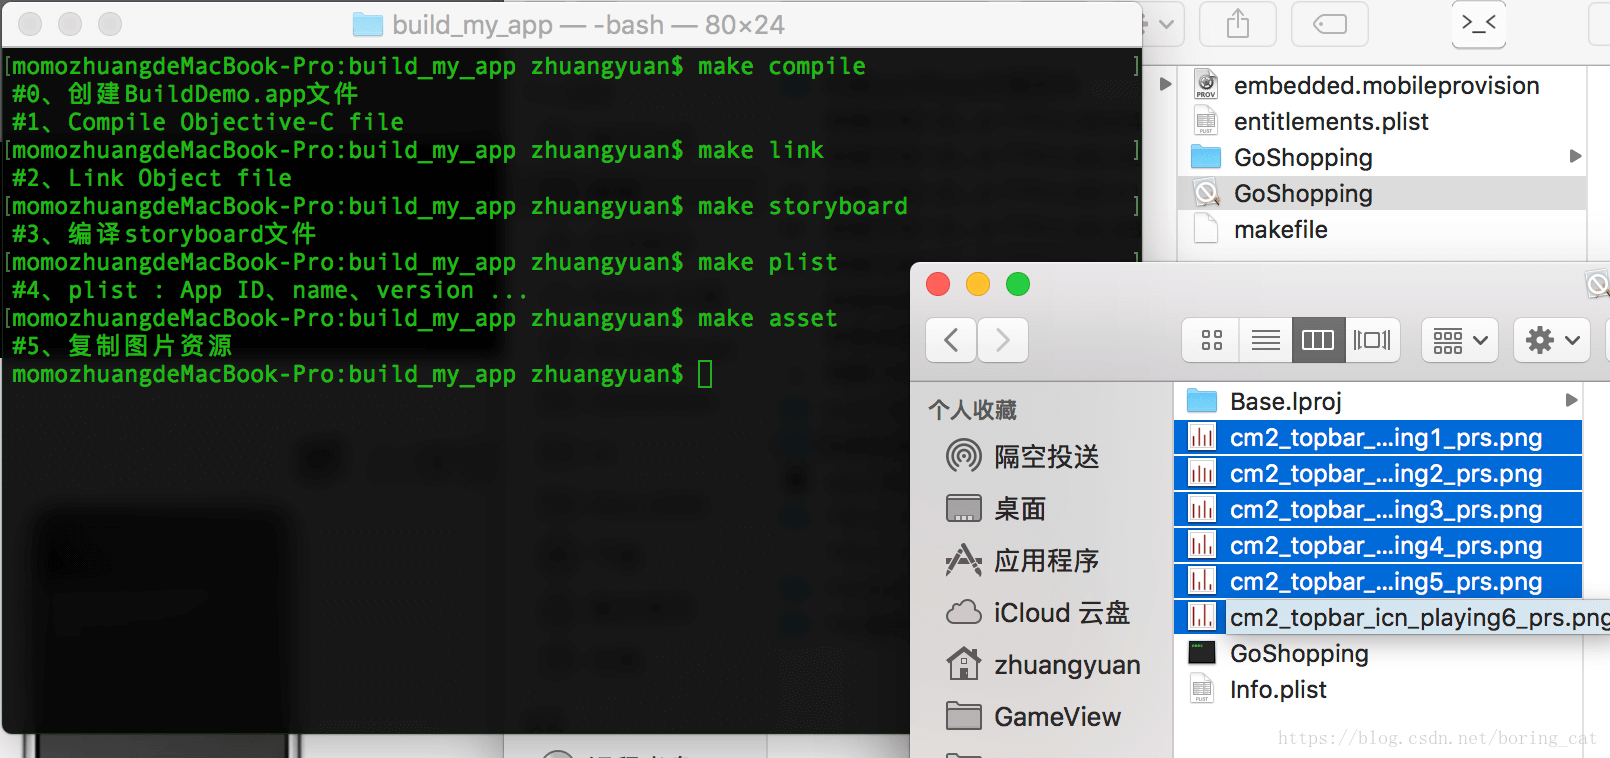 build_my_app — -bash — 80×24
[momozhuangdeMacBook-Pro:build_my_app zhuangyuan$ make compile ]
#0、创建BuildDemo.app文件
#1、Compile Objective-C file
[momozhuangdeMacBook-Pro:build_my_app zhuangyuan$ make link ]
#2、Link Object file
[momozhuangdeMacBook-Pro:build_my_app zhuangyuan$ make storyboard ]
#3、编译storyboard文件
[momozhuangdeMacBook-Pro:build_my_app zhuangyuan$ make plist ]
#4、plist : App ID、name、version ...
[momozhuangdeMacBook-Pro:build_my_app zhuangyuan$ make asset
#5、复制图片资源
momozhuangdeMacBook-Pro:build_my_app zhuangyuan$
embedded.mobileprovision
entitlements.plist
GoShopping
GoShopping
makefile
个人收藏
隔空投送
桌面
应用程序
iCloud 云盘
zhuangyuan
GameView
Base.lproj
cm2_topbar_...ing1_prs.png
cm2_topbar_...ing2_prs.png
cm2_topbar_...ing3_prs.png
cm2_topbar_...ing4_prs.png
cm2_topbar_...ing5_prs.png
cm2_topbar_icn_playing6_prs.png
GoShopping
Info.plist
https://blog.csdn.net/boring_cat